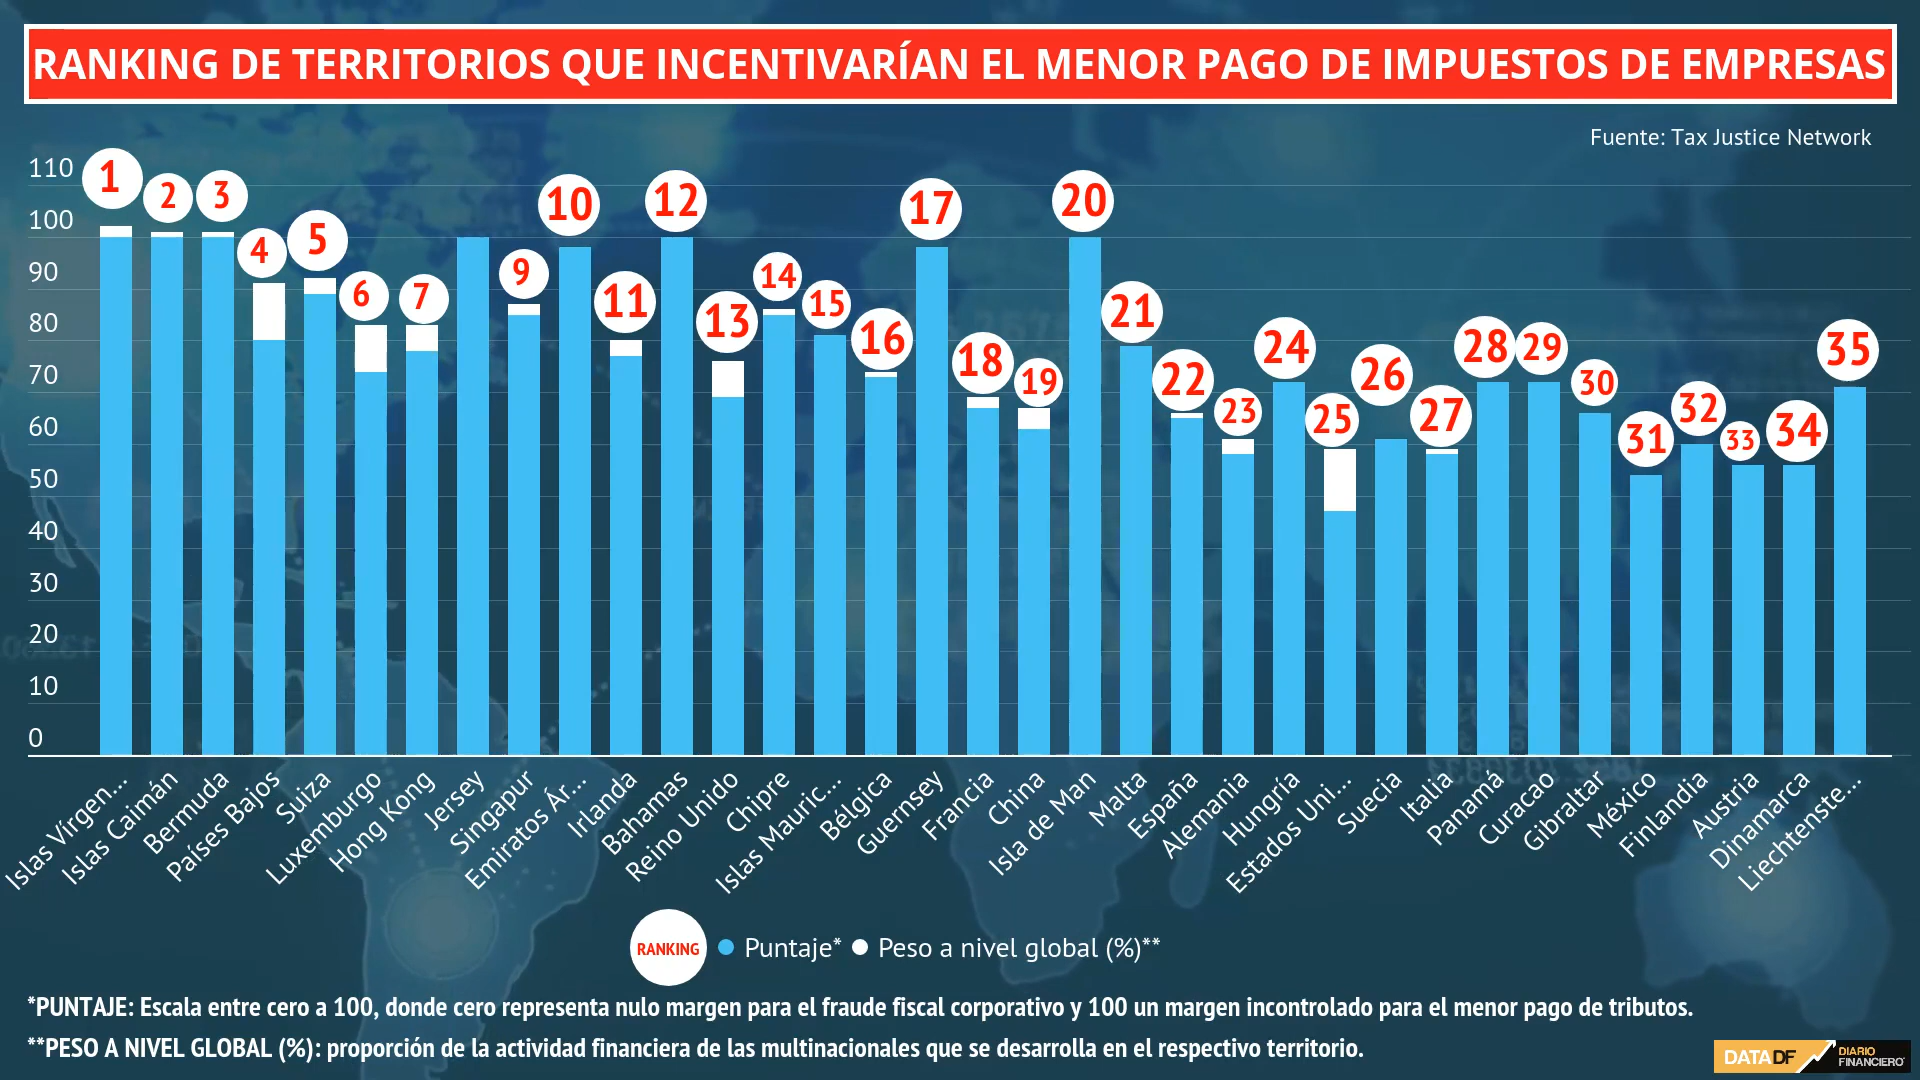 RANKING DE TERRITORIOS QUE INCENTIVARÍAN EL MENOR PAGO DE IMPUESTOS DE EMPRESAS
Fuente: Tax Justice Network
110
100
90
80
70
60
50
40
30
20
10
0
1
2
3
4
5
6
7
9
10
11
12
13
14
15
16
17
18
19
20
21
22
23
24
25
26
27
28
29
30
31
32
33
34
35
Islas Vírgen...
Islas Caimán
Bermuda
Países Bajos
Suiza
Luxemburgo
Hong Kong
Jersey
Singapur
Emiratos Ár...
Irlanda
Bahamas
Reino Unido
Chipre
Islas Mauric...
Bélgica
Guernsey
Francia
China
Isla de Man
Malta
España
Alemania
Hungría
Estados Uni...
Suecia
Italia
Panamá
Curacao
Gibraltar
México
Finlandia
Austria
Dinamarca
Liechtenste...
RANKING Puntaje* Peso a nivel global (%)**
*PUNTAJE: Escala entre cero a 100, donde cero representa nulo margen para el fraude fiscal corporativo y 100 un margen incontrolado para el menor pago de tributos.
**PESO A NIVEL GLOBAL (%): proporción de la actividad financiera de las multinacionales que se desarrolla en el respectivo territorio.
DATA DF
DIARIO
FINANCIERO